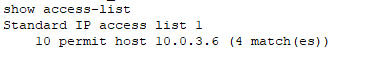 show access-list
Standard IP access list 1
    10 permit host 10.0.3.6 (4 match(es))